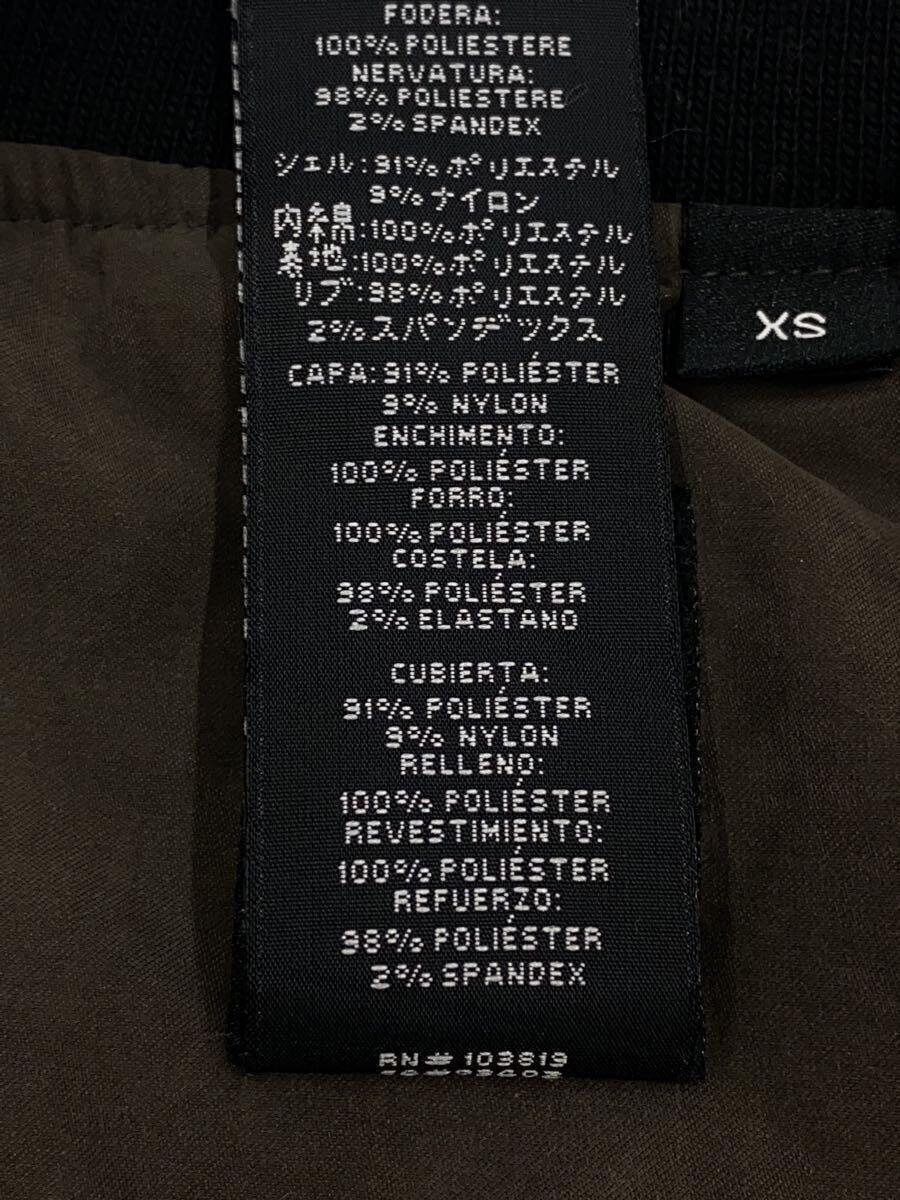 FODERA:
100% POLIESTERE
NERVATURA:
98% POLIESTERE
2% SPANDEX
シェル:91%ポリエステル
9%ナイロン
内綿:100%ポリエステル
裏地:100%ポリエステル
リブ:98%ポリエステル
2%スパンデックス
CAPA: 91% POLIÉSTER
9% NYLON
ENCHIMENTO:
100% POLIÉSTER
FORRO:
100% POLIÉSTER
COSTELA:
98% POLIÉSTER
2% ELASTANO
CUBIERTA:
91% POLIÉSTER
9% NYLON
RELLENO:
100% POLIÉSTER
REVESTIMIENTO:
100% POLIÉSTER
REFUERZO:
98% POLIÉSTER
2% SPANDEX
RN# 103819
XS